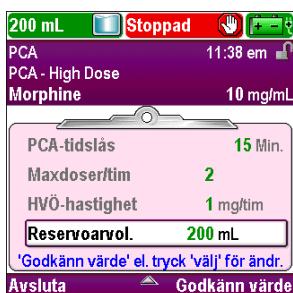 200 mL Stoppad
PCA 11:38 em
PCA - High Dose
Morphine 10 mg/mL
PCA-tidslås 15 Min.
Maxdoser/tim 2
HVÖ-hastighet 1 mg/tim
Reservoarvol. 200 mL
'Godkänn värde' el. tryck 'välj' för ändr.
Avsluta Godkänn värde